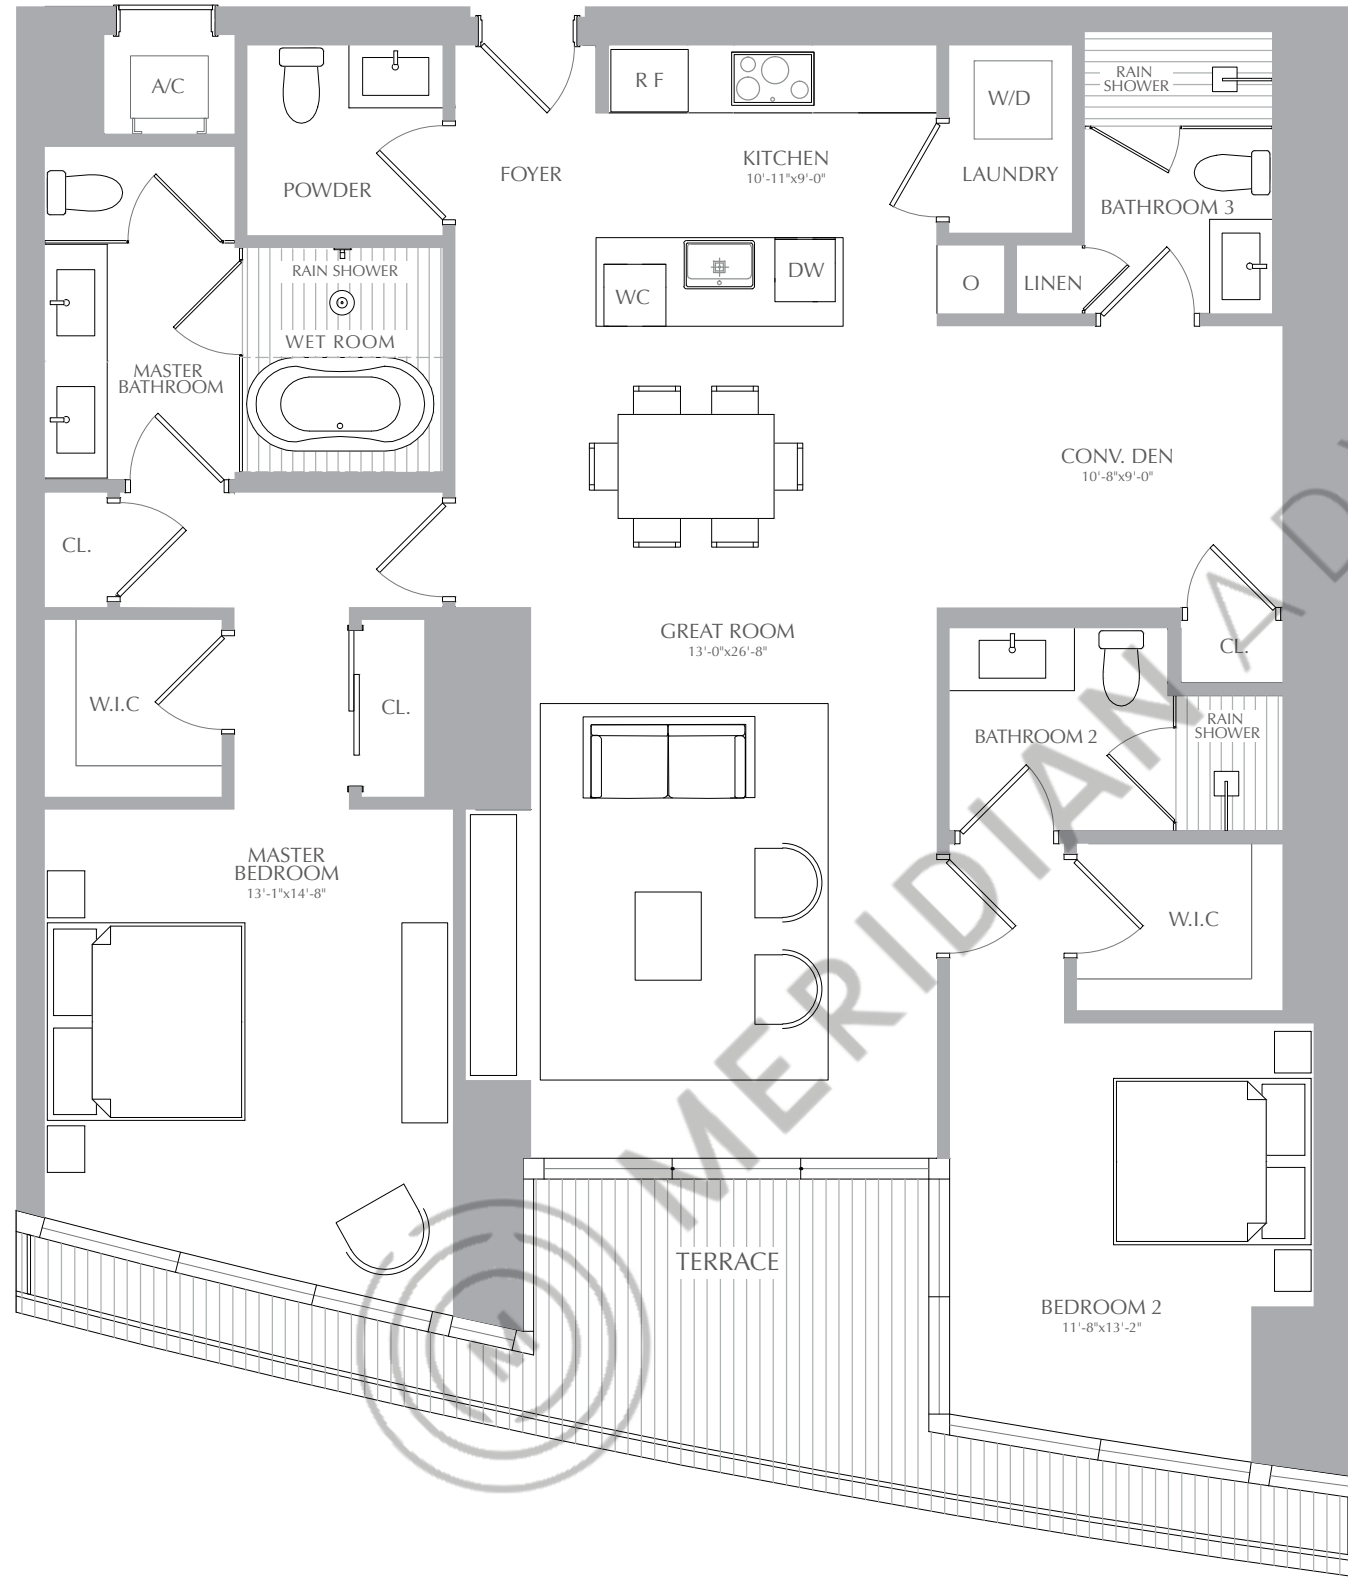 A/C
R F
W/D
RAIN
SHOWER
KITCHEN
10'-11"x9'-0"
FOYER
LAUNDRY
POWDER
BATHROOM 3
RAIN SHOWER
WC
DW
O
LINEN
WET ROOM
MASTER
BATHROOM
CONV. DEN
10'-8"x9'-0"
CL.
GREAT ROOM
13'-0"x26'-8"
CL.
W.I.C
CL.
BATHROOM 2
RAIN
SHOWER
MASTER
BEDROOM
13'-1"x14'-8"
W.I.C
TERRACE
BEDROOM 2
11'-8"x13'-2"
M MERIDIAN AD